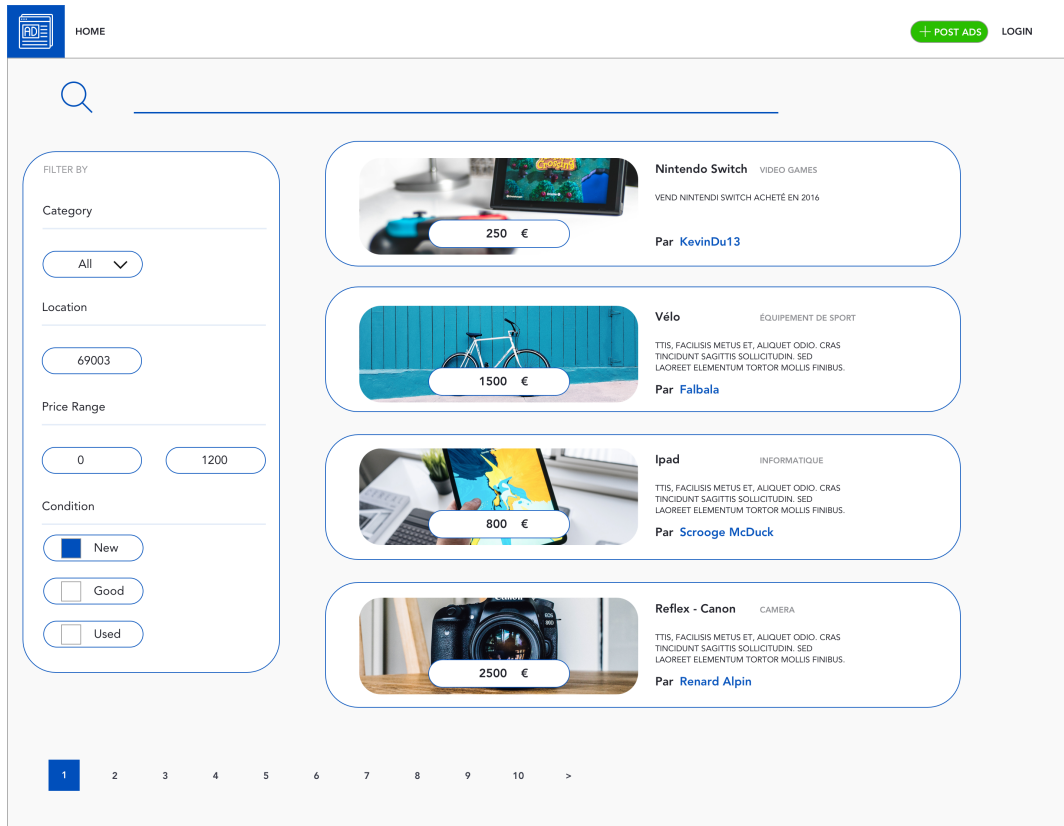 AD
HOME
+ POST ADS
LOGIN
FILTER BY
Category
All
Location
69003
Price Range
0
1200
Condition
New
Good
Used
Crossing
250 €
Nintendo Switch VIDEO GAMES
VEND NINTENDI SWITCH ACHETÉ EN 2016
Par KevinDu13
1500 €
Vélo ÉQUIPEMENT DE SPORT
TTIS, FACILISIS METUS ET, ALIQUET ODIO. CRAS
TINCIDUNT SAGITTIS SOLLICITUDIN. SED
LAOREET ELEMENTUM TORTOR MOLLIS FINIBUS.
Par Falbala
800 €
Ipad INFORMATIQUE
TTIS, FACILISIS METUS ET, ALIQUET ODIO. CRAS
TINCIDUNT SAGITTIS SOLLICITUDIN. SED
LAOREET ELEMENTUM TORTOR MOLLIS FINIBUS.
Par Scrooge McDuck
Canon
EOS
80D
2500 €
Reflex - Canon CAMERA
TTIS, FACILISIS METUS ET, ALIQUET ODIO. CRAS
TINCIDUNT SAGITTIS SOLLICITUDIN. SED
LAOREET ELEMENTUM TORTOR MOLLIS FINIBUS.
Par Renard Alpin
1 2 3 4 5 6 7 8 9 10 >